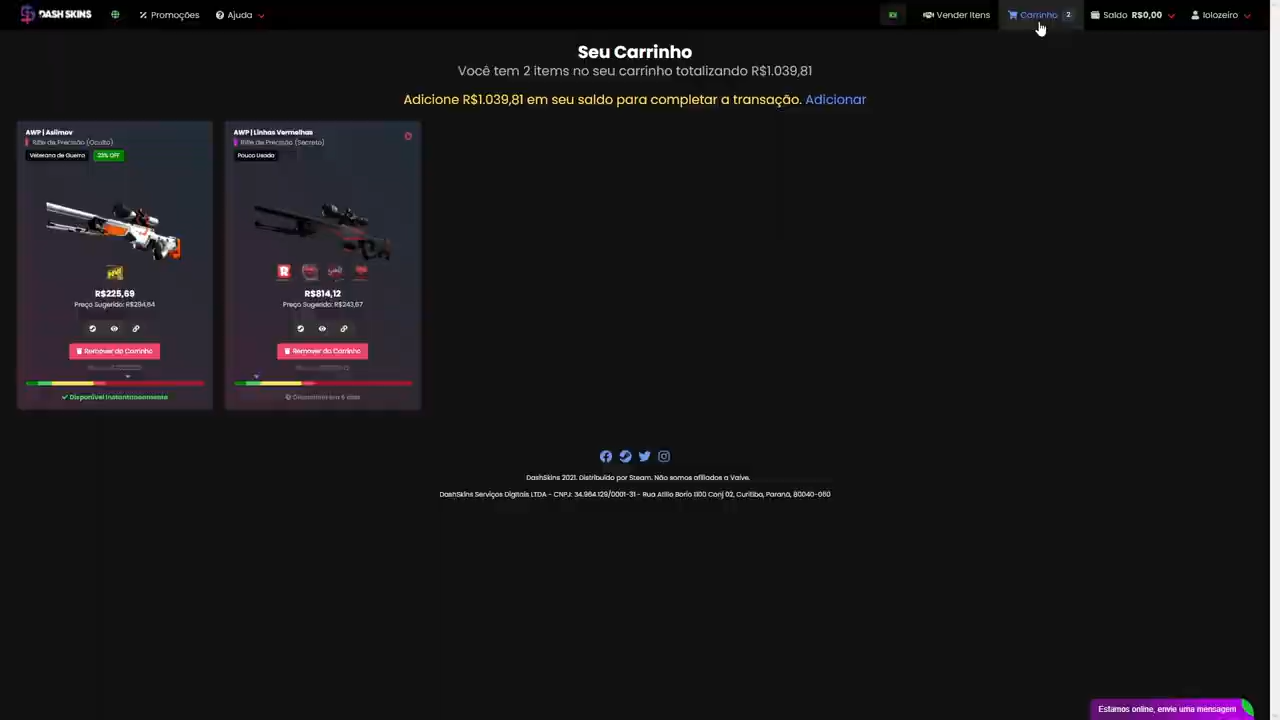 DASH SKINS
Promoções
Ajuda
Vender Itens
Carrinho 2
Saldo R$0,00
lolozeiro
Seu Carrinho
Você tem 2 items no seu carrinho totalizando R$1.039,81
Adicione R$1.039,81 em seu saldo para completar a transação. Adicionar
AWP | Asiimov
Rifle de Precisão (Oculto)
Veterana de Guerra 23% OFF
R$225,69
Preço Sugerido: R$294,64
Remover do Carrinho
Disponível Instantaneamente
AWP | Linhas Vermelhas
Rifle de Precisão (Secreto)
Pouco Usada
R
R$814,12
Preço Sugerido: R$243,67
Remover do Carrinho
DashSkins 2021. Distribuído por Steam. Não somos afiliados a Valve.
DashSkins Serviços Digitais LTDA - CNPJ: 34.964.129/0001-31 - Rua Atílio Borio 1100 Conj 02, Curitiba, Paraná, 80040-060
Estamos online, envie uma mensagem